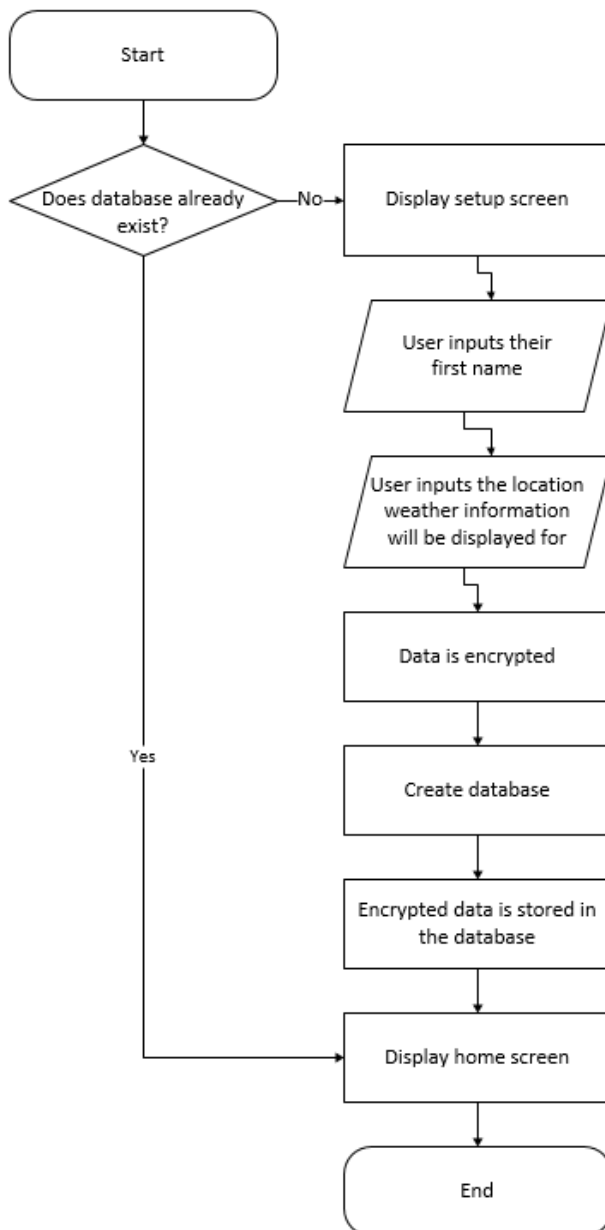 Start
Does database already
exist?
No
Display setup screen
User inputs their
first name
User inputs the location
weather information
will be displayed for
Data is encrypted
Yes
Create database
Encrypted data is stored in
the database
Display home screen
End